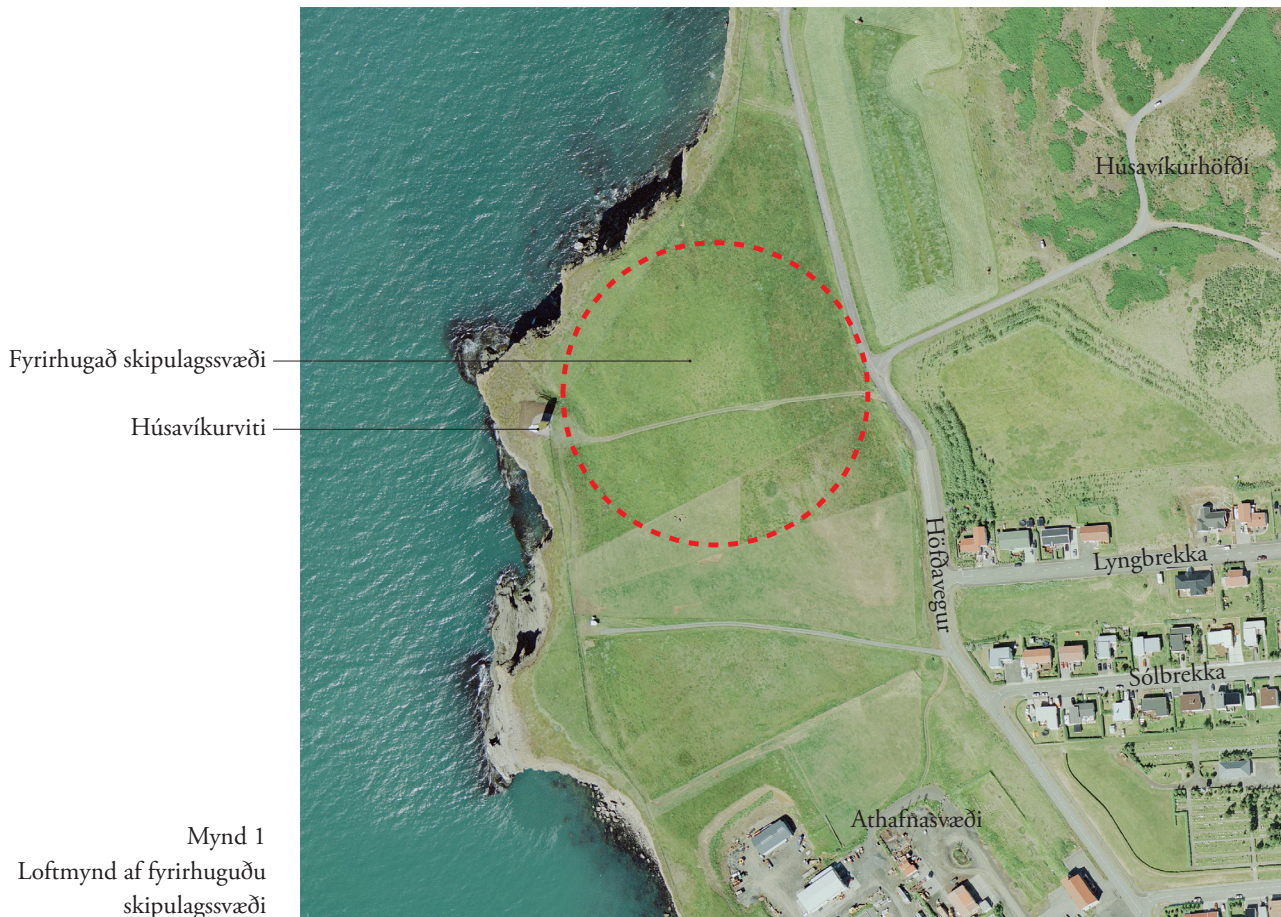 Húsavíkurhöfði
Fyrirhugað skipulagssvæði
Húsavíkurviti
Höfðavegur
Lyngbrekka
Sólbrekka
Athafnasvæði
Mynd 1
Loftmynd af fyrirhuguðu
skipulagssvæði